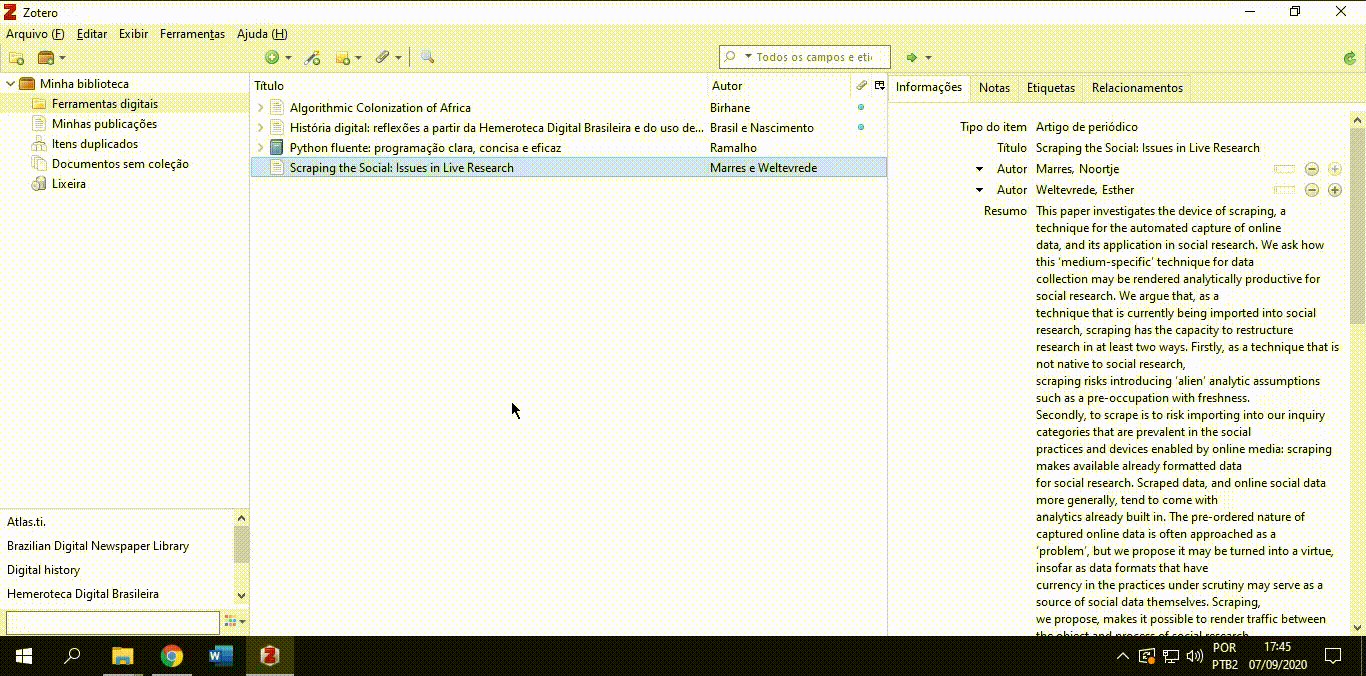 Zotero
Arquivo (F) Editar Exibir Ferramentas Ajuda (H)
Todos os campos e eti
Minha biblioteca
Ferramentas digitais
Minhas publicações
Itens duplicados
Documentos sem coleção
Lixeira
Atlas.ti.
Brazilian Digital Newspaper Library
Digital history
Hemeroteca Digital Brasileira
Título Autor
Algorithmic Colonization of Africa Birhane
História digital: reflexões a partir da Hemeroteca Digital Brasileira e do uso de... Brasil e Nascimento
Python fluente: programação clara, concisa e eficaz Ramalho
Scraping the Social: Issues in Live Research Marres e Weltevrede
Informações Notas Etiquetas Relacionamentos
Tipo do item Artigo de periódico
Título Scraping the Social: Issues in Live Research
Autor Marres, Noortje
Autor Weltevrede, Esther
Resumo This paper investigates the device of scraping, a
technique for the automated capture of online
data, and its application in social research. We ask how
this ‘medium-specific’ technique for data
collection may be rendered analytically productive for
social research. We argue that, as a
technique that is currently being imported into social
research, scraping has the capacity to restructure
research in at least two ways. Firstly, as a technique that is
not native to social research,
scraping risks introducing ‘alien’ analytic assumptions
such as a pre-occupation with freshness.
Secondly, to scrape is to risk importing into our inquiry
categories that are prevalent in the social
practices and devices enabled by online media: scraping
makes available already formatted data
for social research. Scraped data, and online social data
more generally, tend to come with
analytics already built in. The pre-ordered nature of
captured online data is often approached as a
‘problem’, but we propose it may be turned into a virtue,
insofar as data formats that have
currency in the practices under scrutiny may serve as a
source of social data themselves. Scraping,
we propose, makes it possible to render traffic between
the object and process of social research
POR 17:45
PTB2 07/09/2020